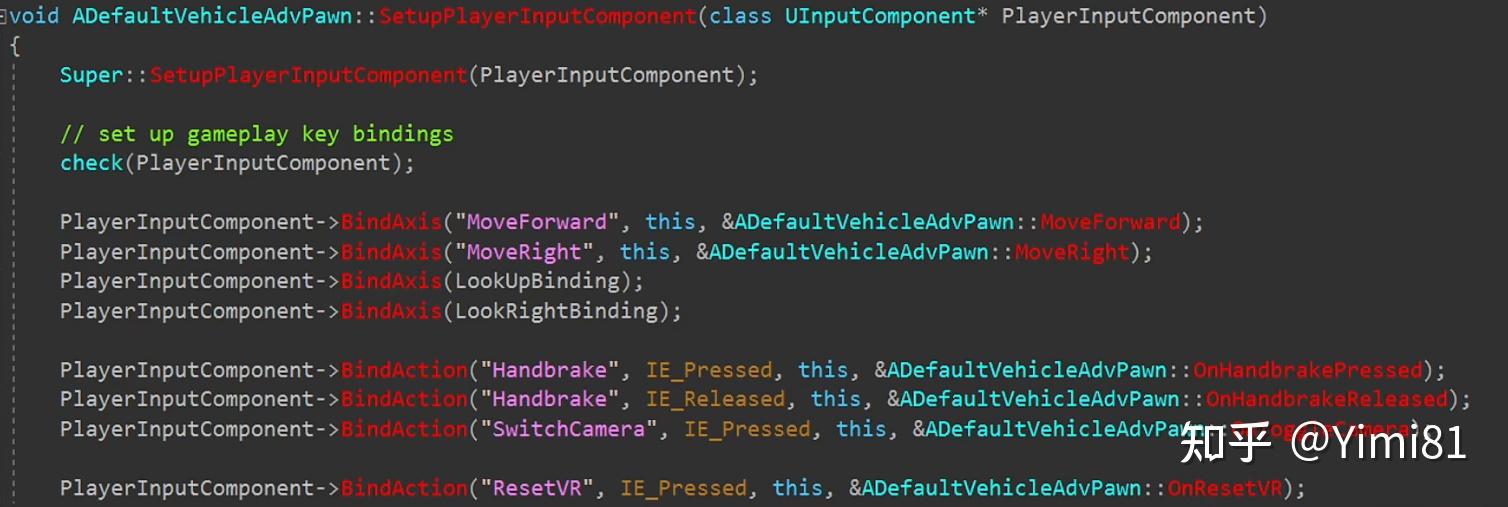 void ADefaultVehicleAdvPawn::SetupPlayerInputComponent(class UInputComponent* PlayerInputComponent)
{
Super::SetupPlayerInputComponent(PlayerInputComponent);
// set up gameplay key bindings
check(PlayerInputComponent);
PlayerInputComponent->BindAxis("MoveForward", this, &ADefaultVehicleAdvPawn::MoveForward);
PlayerInputComponent->BindAxis("MoveRight", this, &ADefaultVehicleAdvPawn::MoveRight);
PlayerInputComponent->BindAxis(LookUpBinding);
PlayerInputComponent->BindAxis(LookRightBinding);
PlayerInputComponent->BindAction("Handbrake", IE_Pressed, this, &ADefaultVehicleAdvPawn::OnHandbrakePressed);
PlayerInputComponent->BindAction("Handbrake", IE_Released, this, &ADefaultVehicleAdvPawn::OnHandbrakeReleased);
PlayerInputComponent->BindAction("SwitchCamera", IE_Pressed, this, &ADefaultVehicleAdvPawn::
知乎 @Yimi81
PlayerInputComponent->BindAction("ResetVR", IE_Pressed, this, &ADefaultVehicleAdvPawn::OnResetVR);